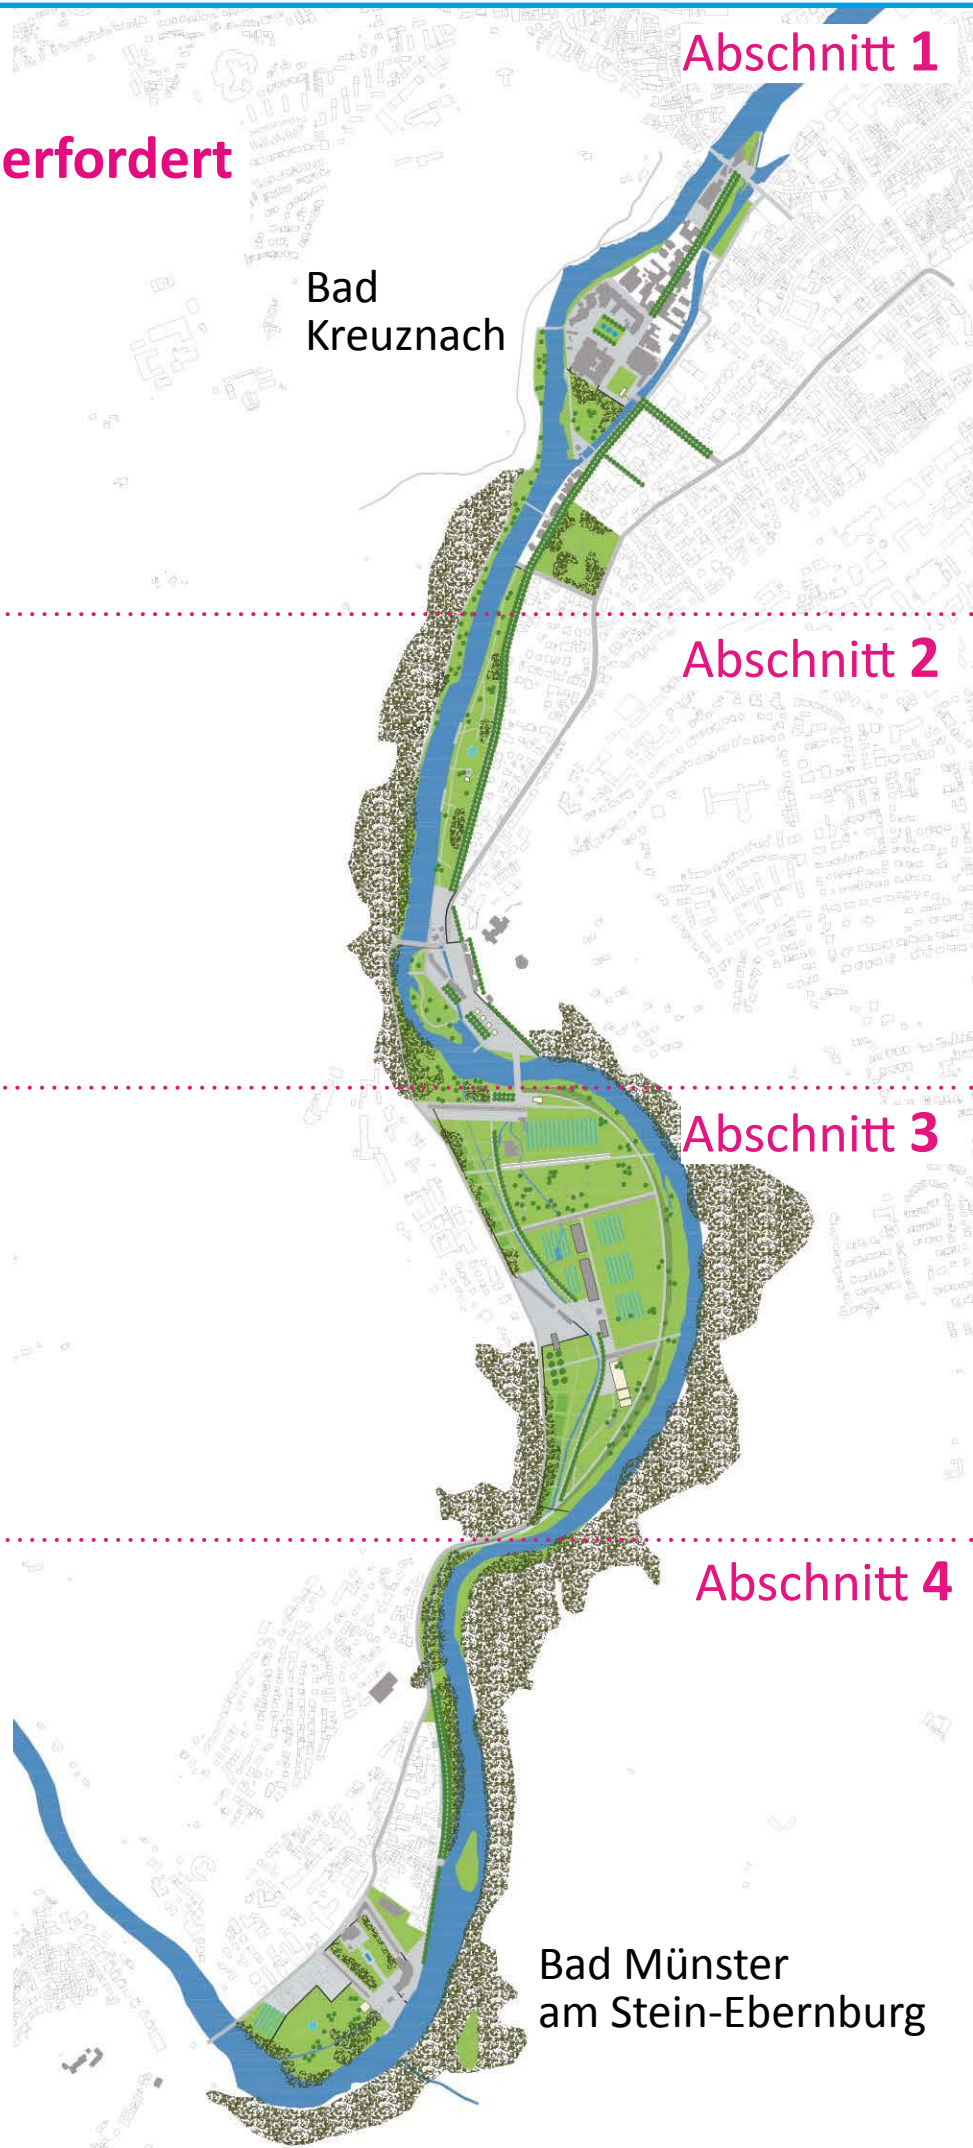 Abschnitt 1
erfordert
Bad
Kreuznach
Abschnitt 2
Abschnitt 3
Abschnitt 4
Bad Münster
am Stein-Ebernburg